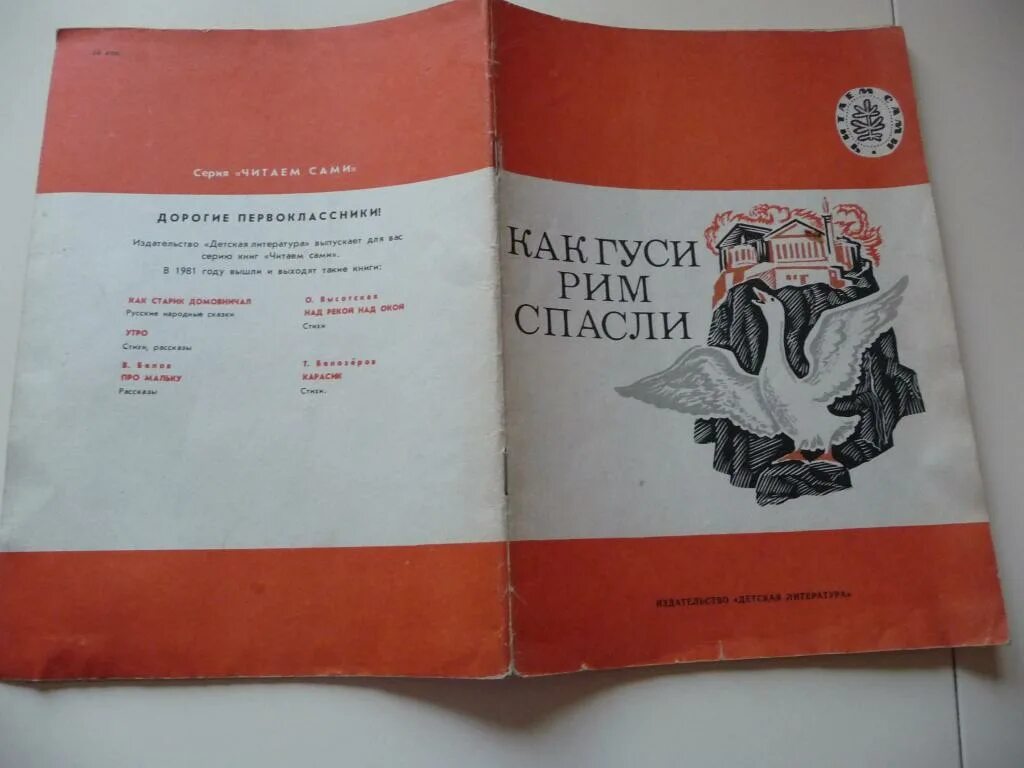 Серия «ЧИТАЕМ САМИ»
ДОРОГИЕ ПЕРВОКЛАССНИКИ!
Издательство «Детская литература» выпускает для вас
серию книг «Читаем сами».
В 1981 году вышли и выходят такие книги:
КАК СТАРИК ДОМОВНИЧАЛ
Русские народные сказки
УТРО
Стихи, рассказы
В. Белов
ПРО МАЛЬКУ
Рассказы
О. Высотская
НАД РЕКОЙ НАД ОКОЙ
Стихи
Т. Белозёров
КАРАСИК
Стихи.
ЧИТАЕМ САМИ
КАК ГУСИ
РИМ
СПАСЛИ
ИЗДАТЕЛЬСТВО «ДЕТСКАЯ ЛИТЕРАТУРА»